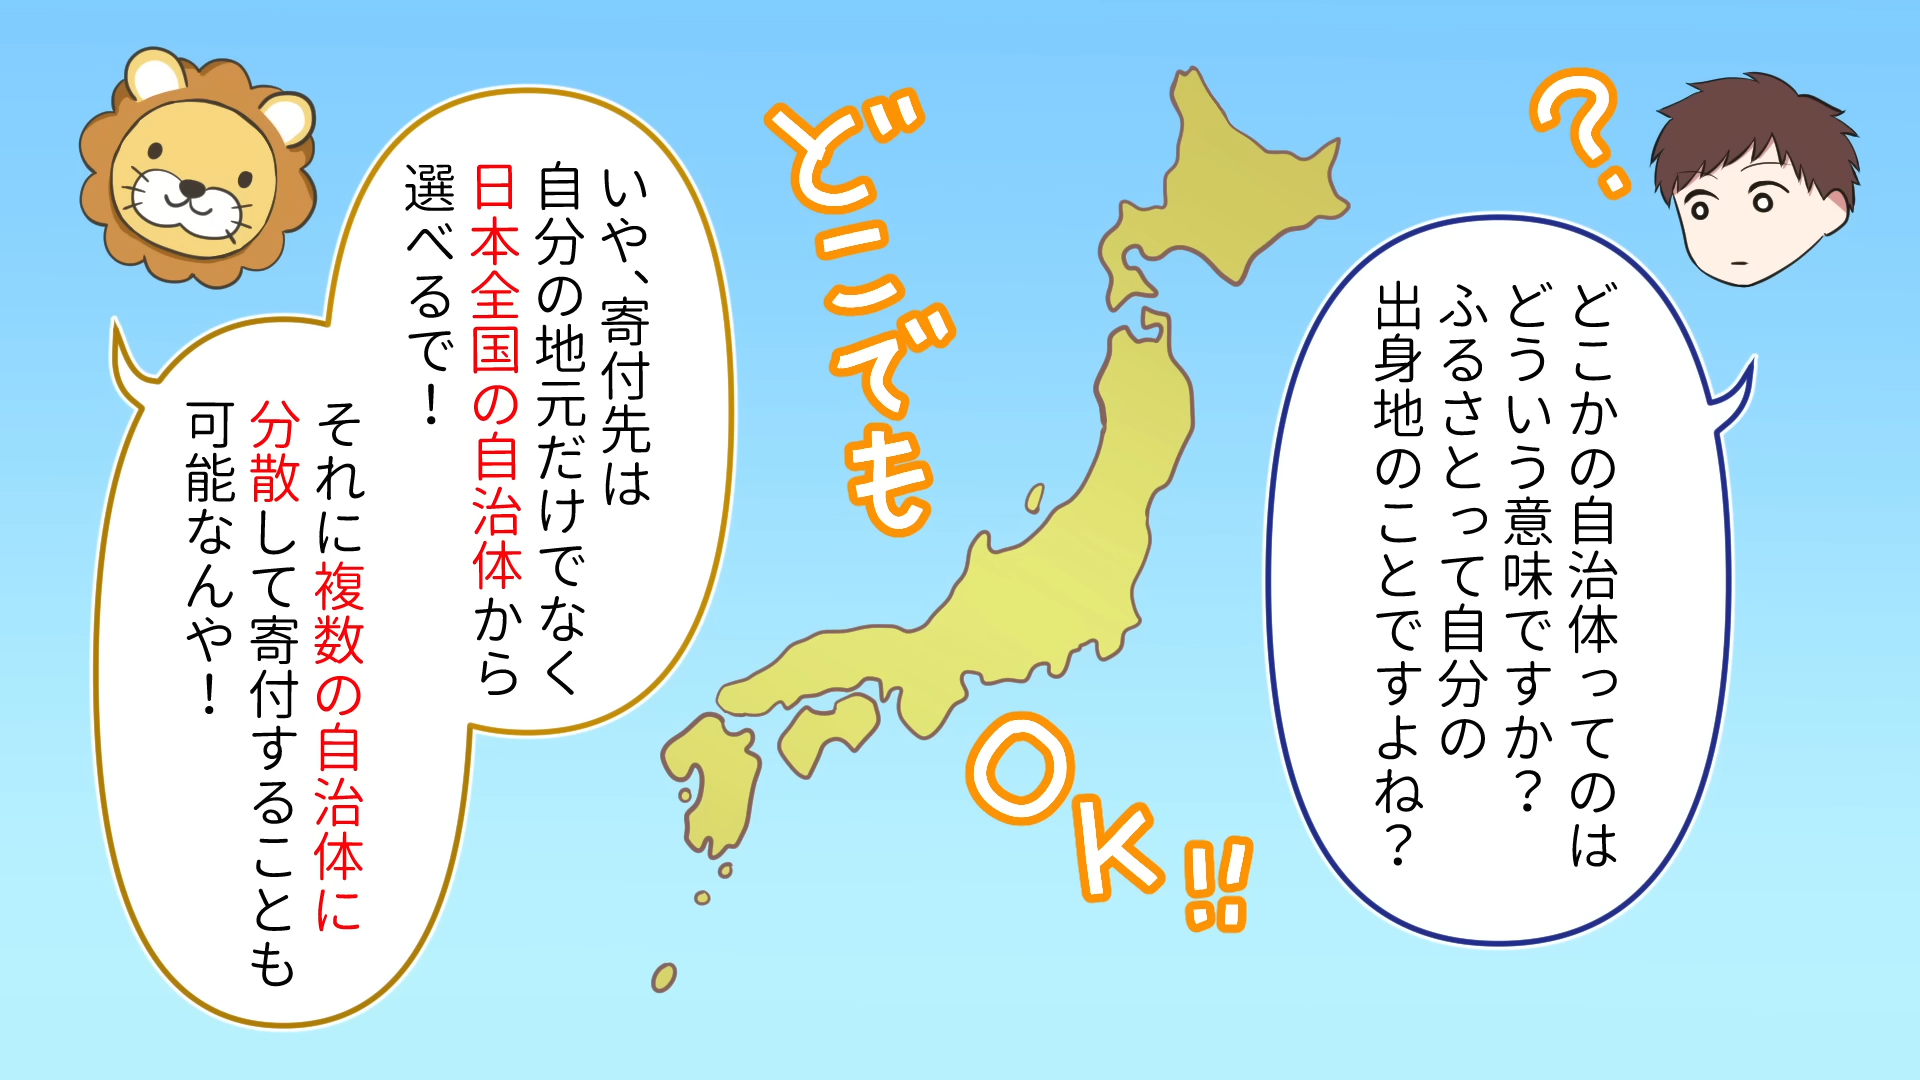 ?
どこかの自治体ってのは
どういう意味ですか？
ふるさとって自分の
出身地のことですよね？
どこでも
OK!!
いや、寄付先は
自分の地元だけでなく
日本全国の自治体から
選べるで！
それに複数の自治体に
分散して寄付することも
可能なんや！